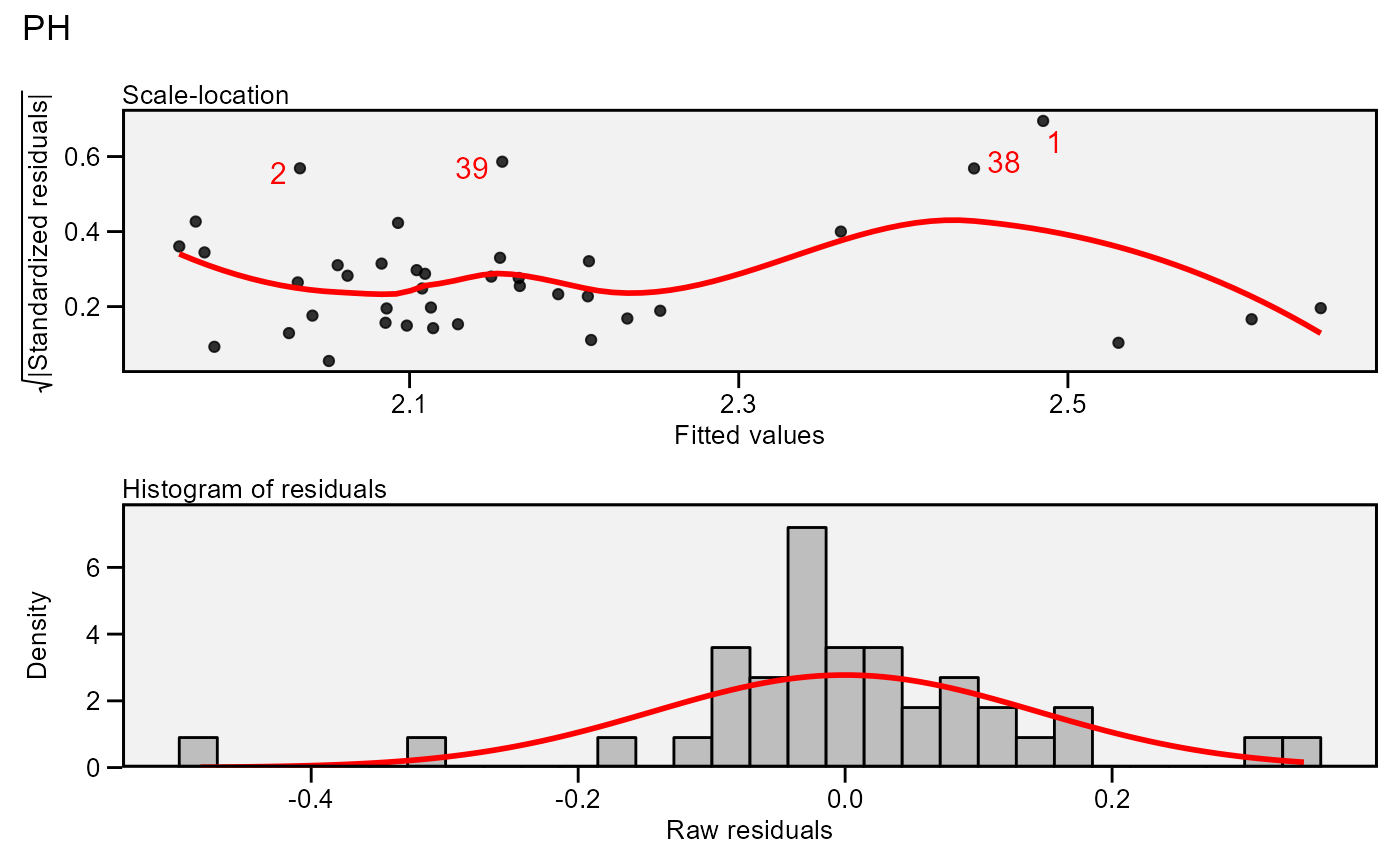 PH
Scale-location
√|Standardized residuals|
0.6
0.4
0.2
2
39
38
1
2.1
2.3
2.5
Fitted values
Histogram of residuals
Density
6
4
2
0
-0.4
-0.2
0.0
0.2
Raw residuals